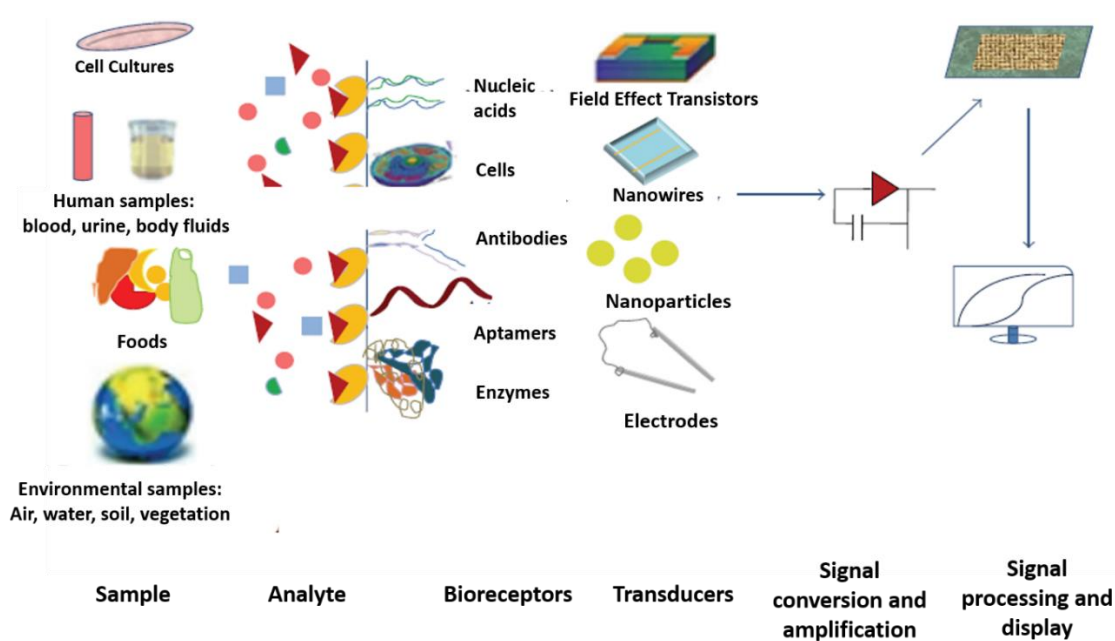 Cell Cultures
Human samples:
blood, urine, body fluids
Foods
Environmental samples:
Air, water, soil, vegetation
Nucleic
acids
Cells
Antibodies
Aptamers
Enzymes
Field Effect Transistors
Nanowires
Nanoparticles
Electrodes
Sample
Analyte
Bioreceptors
Transducers
Signal
conversion and
amplification
Signal
processing and
display